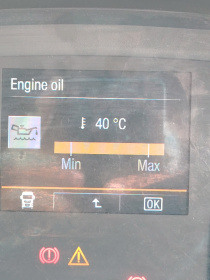 Engine oil
40 °C
Min Max
OK